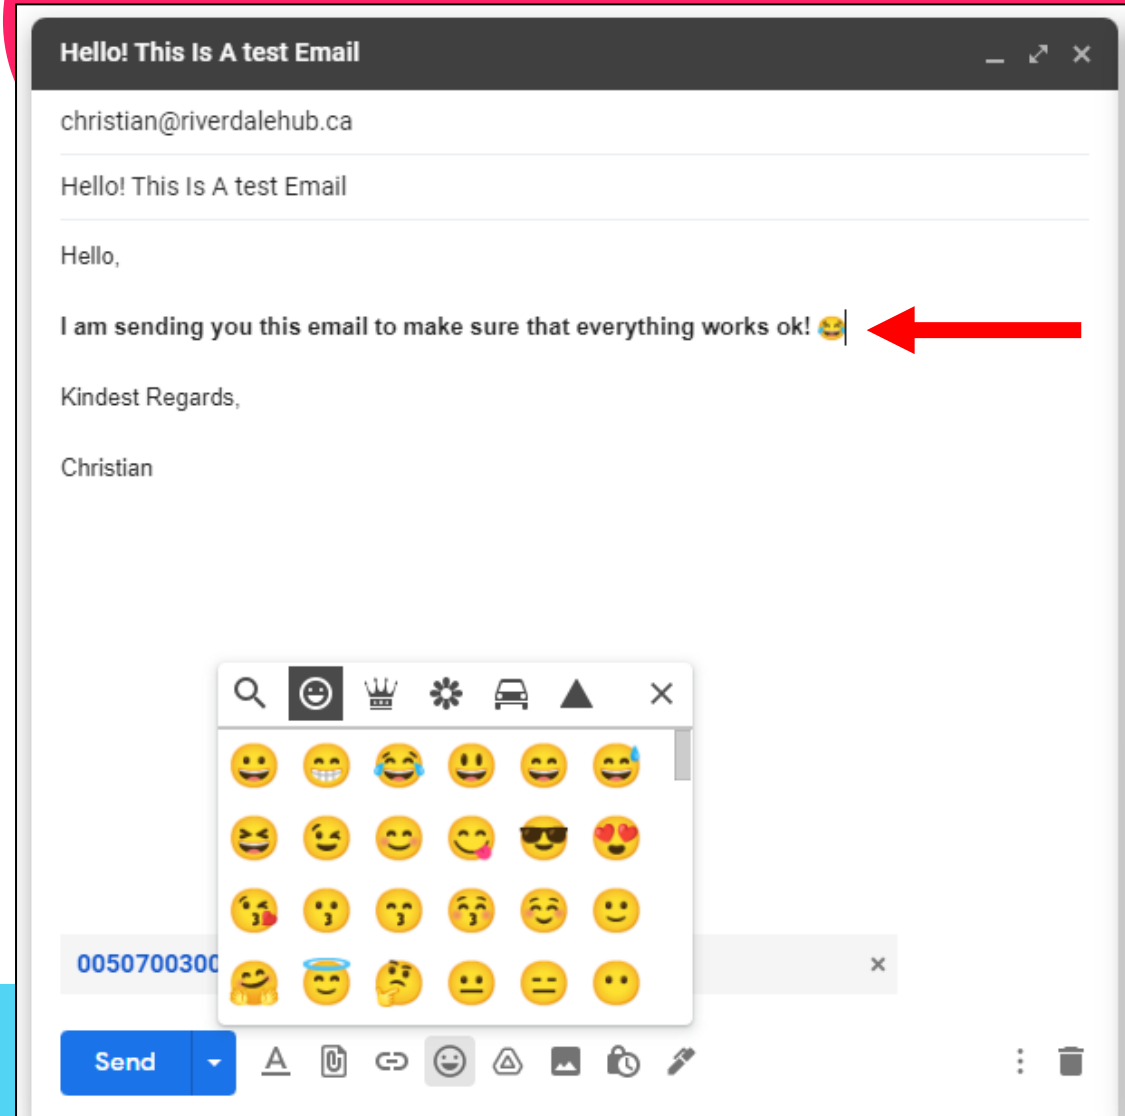 Hello! This Is A test Email
christian@riverdalehub.ca
Hello! This Is A test Email
Hello,
I am sending you this email to make sure that everything works ok! 😂
Kindest Regards,
Christian
005070030
Send